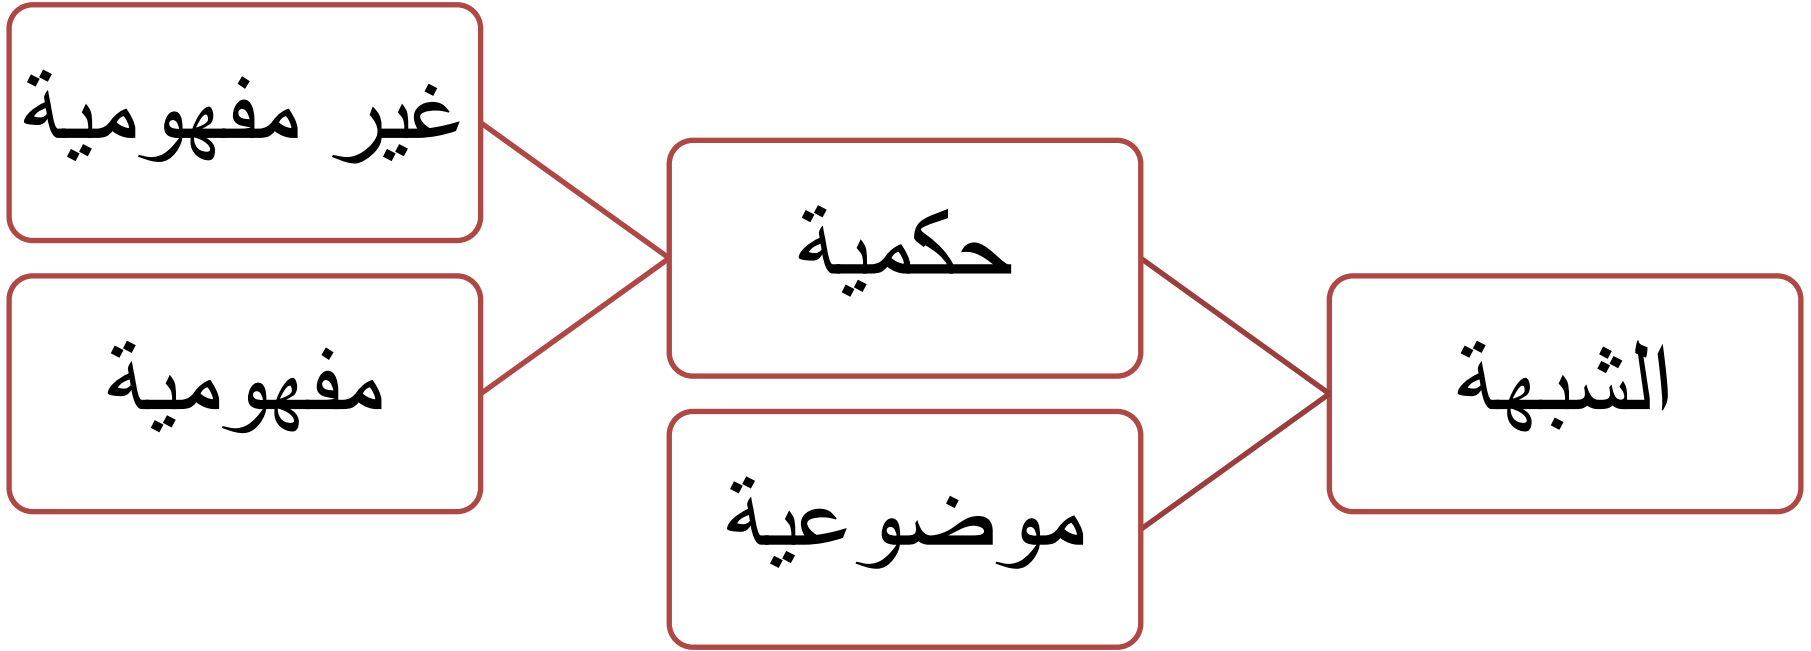 الشبهة
حكمية
موضوعية
غير مفهومية
مفهومية